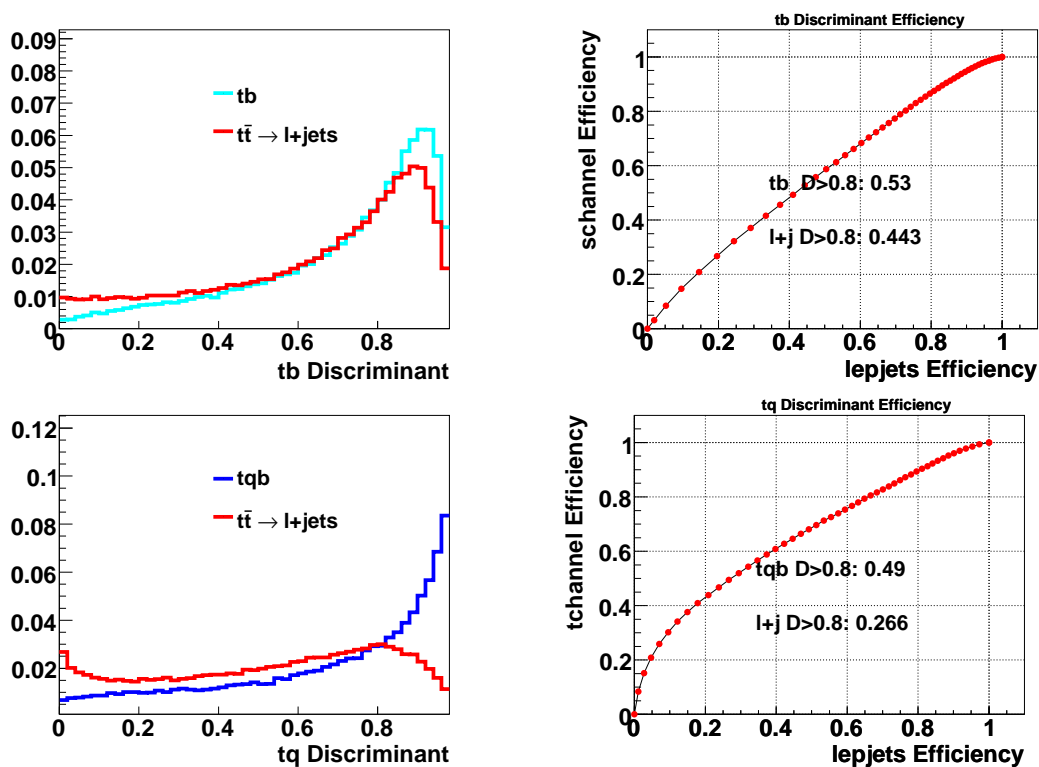 0.09
0.08
0.07
0.06
0.05
0.04
0.03
0.02
0.01
0
0 0.2 0.4 0.6 0.8
tb Discriminant
tb
tt̄ → l+jets
tb Discriminant Efficiency
schannel Efficiency
1
0.8
0.6
0.4
0.2
0
tb D>0.8: 0.53
l+j D>0.8: 0.443
0 0.2 0.4 0.6 0.8 1
lepjets Efficiency
0.12
0.1
0.08
0.06
0.04
0.02
0 0.2 0.4 0.6 0.8
tq Discriminant
tqb
tt̄ → l+jets
tq Discriminant Efficiency
tchannel Efficiency
1
0.8
0.6
0.4
0.2
0
tqb D>0.8: 0.49
l+j D>0.8: 0.266
0 0.2 0.4 0.6 0.8 1
lepjets Efficiency